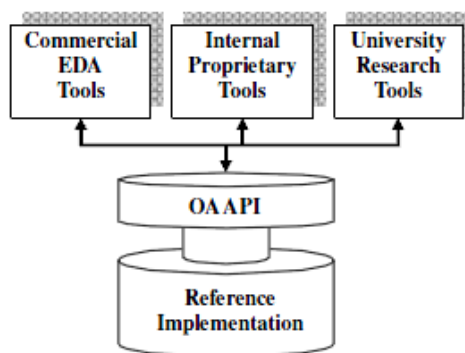 Commercial
EDA
Tools
Internal
Proprietary
Tools
University
Research
Tools
OA API
Reference
Implementation